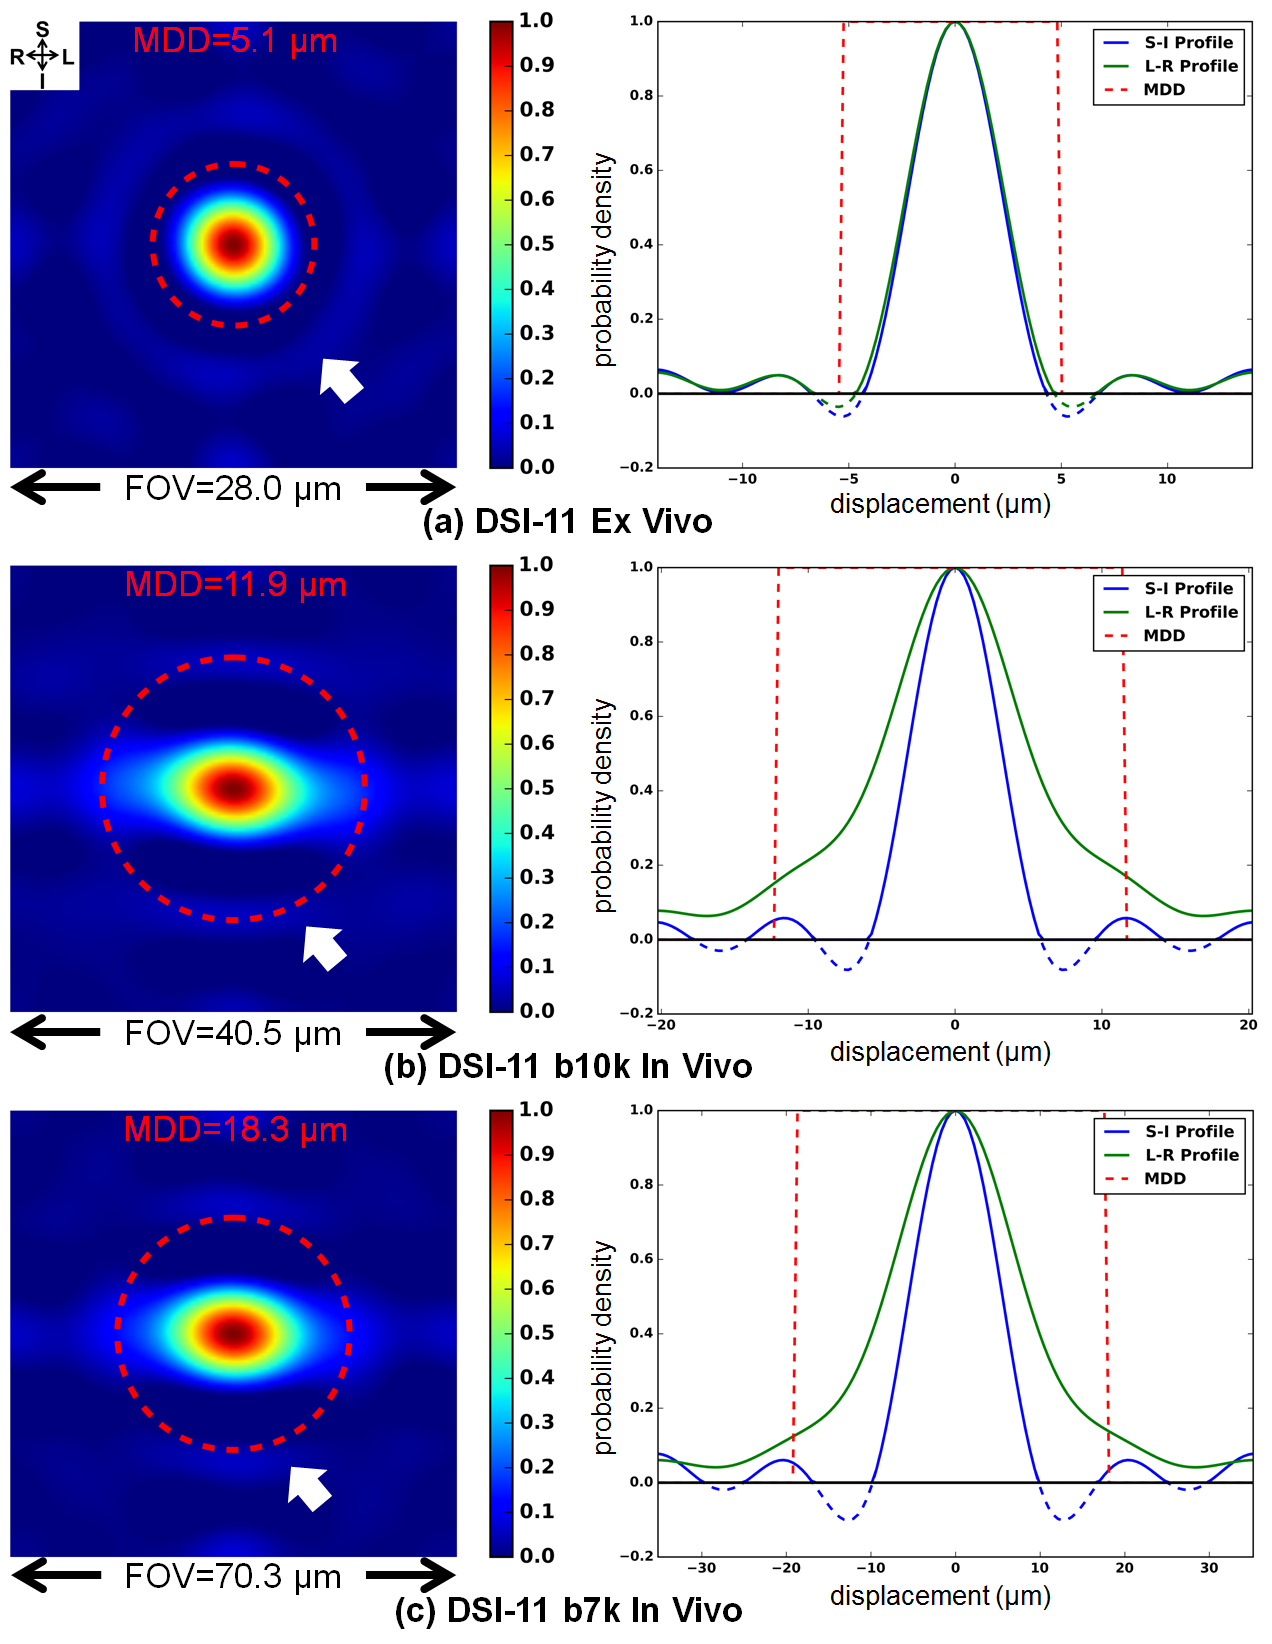 S
R L
I
MDD=5.1 µm
1.0
0.9
0.8
0.7
0.6
0.5
0.4
0.3
0.2
0.1
0.0
FOV=28.0 µm
probability density
1.0
0.8
0.6
0.4
0.2
0.0
−0.2
−10 −5 0 5 10
displacement (µm)
S-I Profile
L-R Profile
MDD
(a) DSI-11 Ex Vivo
MDD=11.9 µm
1.0
0.9
0.8
0.7
0.6
0.5
0.4
0.3
0.2
0.1
0.0
FOV=40.5 µm
probability density
1.0
0.8
0.6
0.4
0.2
0.0
−0.2
−20 −10 0 10 20
displacement (µm)
S-I Profile
L-R Profile
MDD
(b) DSI-11 b10k In Vivo
MDD=18.3 µm
1.0
0.9
0.8
0.7
0.6
0.5
0.4
0.3
0.2
0.1
0.0
FOV=70.3 µm
probability density
1.0
0.8
0.6
0.4
0.2
0.0
−0.2
−30 −20 −10 0 10 20 30
displacement (µm)
S-I Profile
L-R Profile
MDD
(c) DSI-11 b7k In Vivo